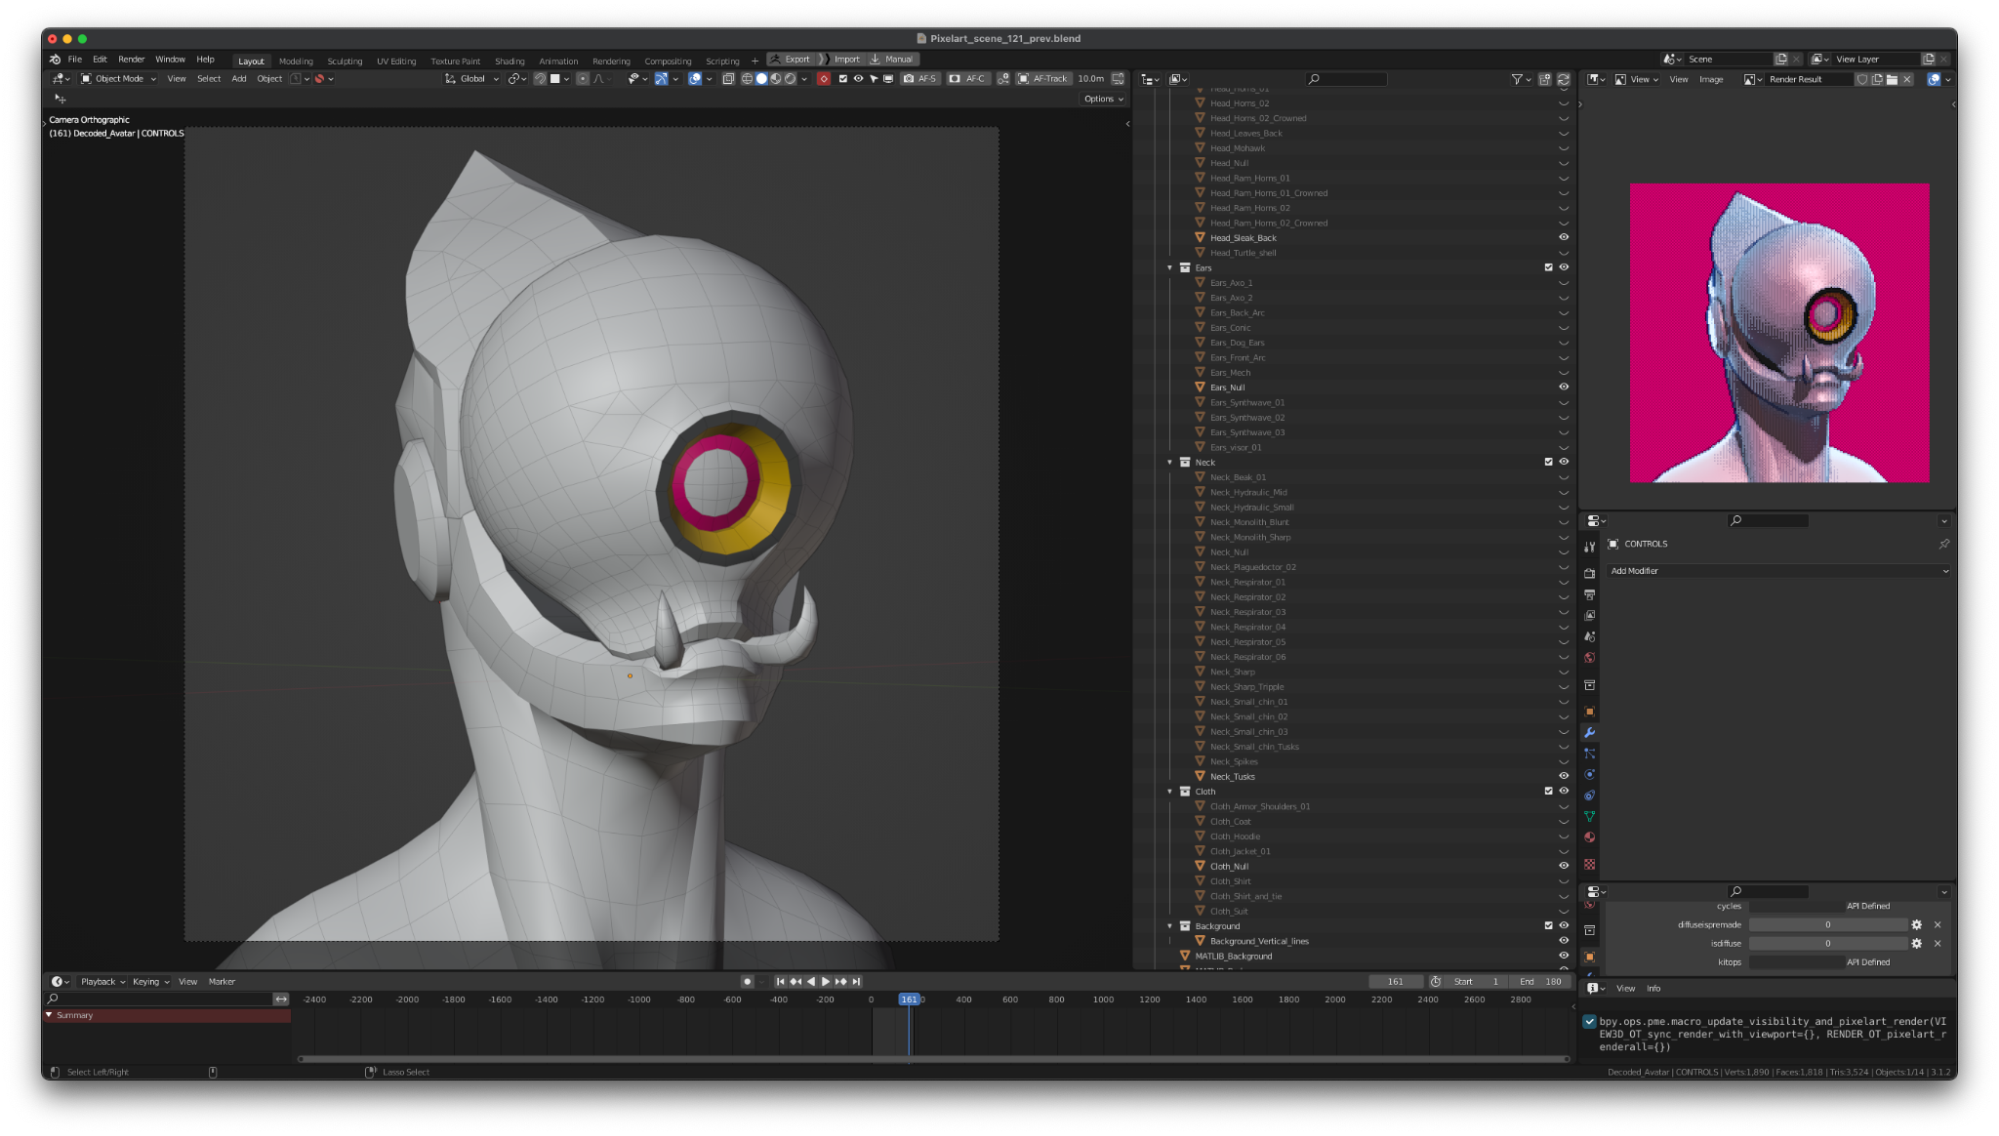 Pixelart_scene_121_prev.blend
File Edit Render Window Help Layout Modeling Sculpting UV Editing Texture Paint Shading Animation Rendering Compositing Scripting + Export Import Manual Scene View Layer
Object Mode View Select Add Object Global AF-S AF-C AF-Track 10.0m
View View Image Render Result
Options
Camera Orthographic
(161) Decoded_Avatar | CONTROLS
Head_Horns_01
Head_Horns_02
Head_Horns_02_Crowned
Head_Leaves_Back
Head_Mohawk
Head_Null
Head_Ram_Horns_01
Head_Ram_Horns_01_Crowned
Head_Ram_Horns_02
Head_Ram_Horns_02_Crowned
Head_Sleak_Back
Head_Turtle_shell
Ears
Ears_Axo_1
Ears_Axo_2
Ears_Back_Arc
Ears_Conic
Ears_Dog_Ears
Ears_Front_Arc
Ears_Mech
Ears_Null
Ears_Synthwave_01
Ears_Synthwave_02
Ears_Synthwave_03
Ears_visor_01
Neck
Neck_Beak_01
Neck_Hydraulic_Mid
Neck_Hydraulic_Small
Neck_Monolith_Blunt
Neck_Monolith_Sharp
Neck_Null
Neck_Plaguedoctor_02
Neck_Respirator_01
Neck_Respirator_02
Neck_Respirator_03
Neck_Respirator_04
Neck_Respirator_05
Neck_Respirator_06
Neck_Sharp
Neck_Sharp_Tripple
Neck_Small_chin_01
Neck_Small_chin_02
Neck_Small_chin_03
Neck_Small_chin_Tusks
Neck_Spikes
Neck_Tusks
Cloth
Cloth_Armor_Shoulders_01
Cloth_Coat
Cloth_Hoodie
Cloth_Jacket_01
Cloth_Null
Cloth_Shirt
Cloth_Shirt_and_tie
Cloth_Suit
Background
Background_Vertical_lines
MATLIB_Background
CONTROLS
Add Modifier
cycles API Defined
diffuseispremade 0
isdiffuse 0
kitops API Defined
View Info
bpy.ops.pme.macro_update_visibility_and_pixelart_render(VI
EW3D_OT_sync_render_with_viewport={}, RENDER_OT_pixelart_r
enderall={})
Playback Keying View Marker 161 Start 1 End 180
-2400 -2200 -2000 -1800 -1600 -1400 -1200 -1000 -800 -600 -400 -200 0 161 400 600 800 1000 1200 1400 1600 1800 2000 2200 2400 2600 2800
Summary
Select Left/Right Lasso Select
Decoded_Avatar | CONTROLS | Verts:1,890 | Faces:1,818 | Tris:3,524 | Objects:1/14 | 3.1.2